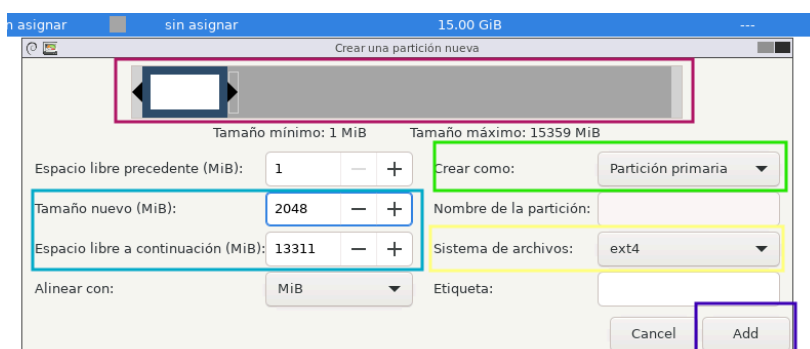 n asignar sin asignar 15.00 GiB ---
Crear una partición nueva
Tamaño mínimo: 1 MiB Tamaño máximo: 15359 MiB
Espacio libre precedente (MiB): 1 — + Crear como: Partición primaria
Tamaño nuevo (MiB): 2048 — + Nombre de la partición:
Espacio libre a continuación (MiB): 13311 — + Sistema de archivos: ext4
Alinear con: MiB Etiqueta:
Cancel Add